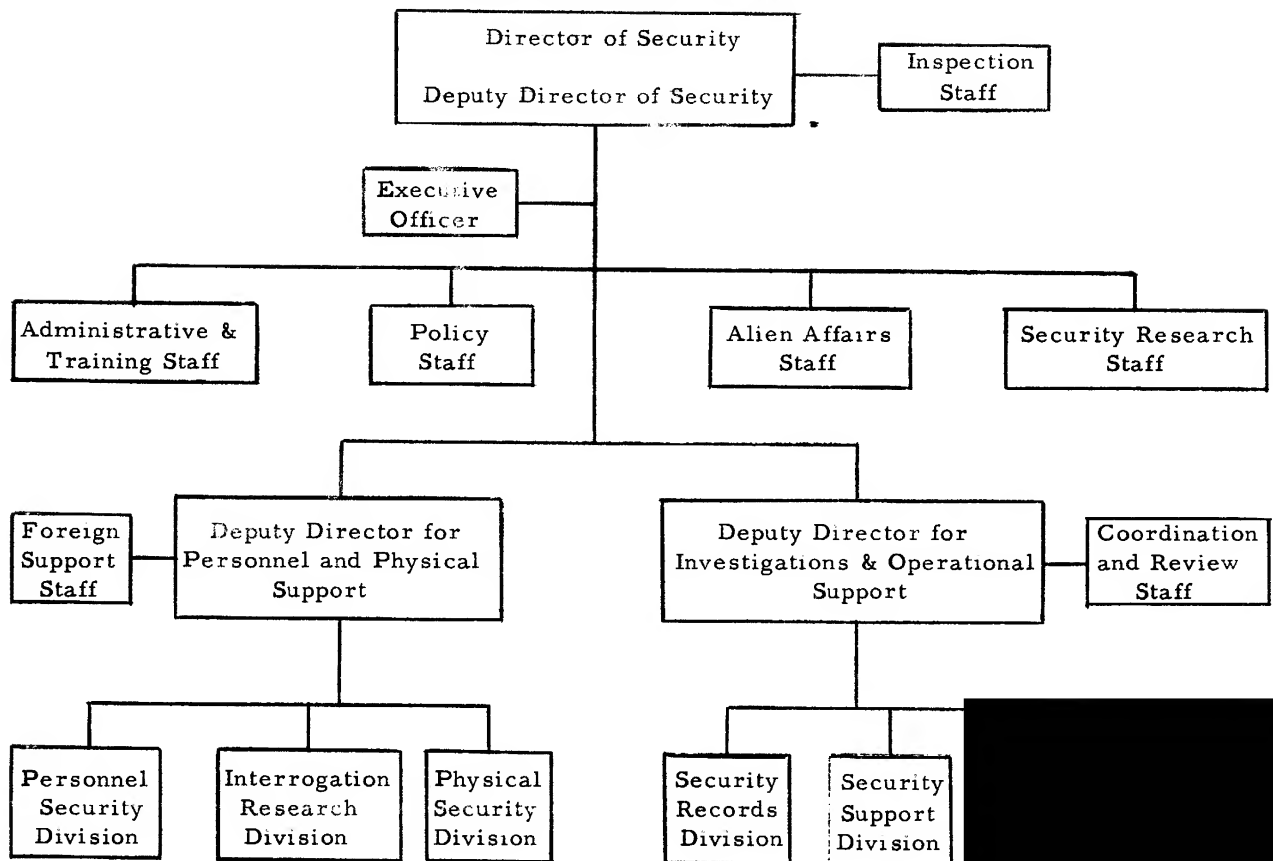 Director of Security
Deputy Director of Security
Inspection
Staff
Executive
Officer
Administrative &
Training Staff
Policy
Staff
Alien Affairs
Staff
Security Research
Staff
Foreign
Support
Staff
Deputy Director for
Personnel and Physical
Support
Deputy Director for
Investigations & Operational
Support
Coordination
and Review
Staff
Personnel
Security
Division
Interrogation
Research
Division
Physical
Security
Division
Security
Records
Division
Security
Support
Division